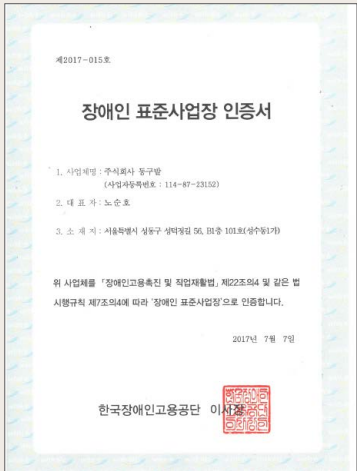 제2017-015호
장애인 표준사업장 인증서
1. 사업체명 : 주식회사 동구밭
(사업자등록번호 : 114-87-23152)
2. 대 표 자 : 노순호
3. 소 재 지 : 서울특별시 성동구 성덕정길 56, B1층 101호(성수동1가)
위 사업체를 「장애인고용촉진 및 직업재활법」 제22조의4 및 같은 법
시행규칙 제7조의4에 따라 '장애인 표준사업장'으로 인증합니다.
2017년 7월 7일
한국장애인고용공단 이사장